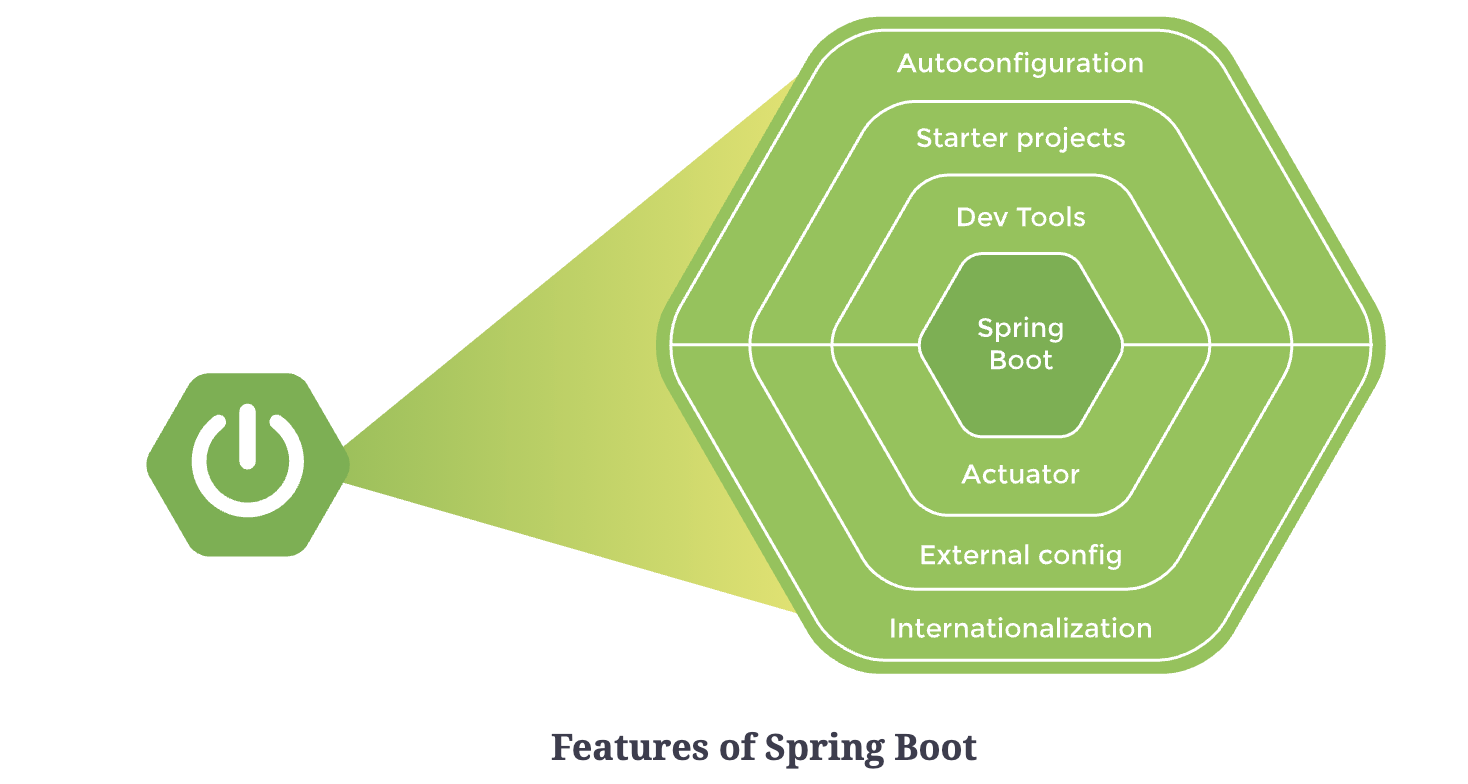 Autoconfiguration
Starter projects
Dev Tools
Spring
Boot
Actuator
External config
Internationalization
Features of Spring Boot